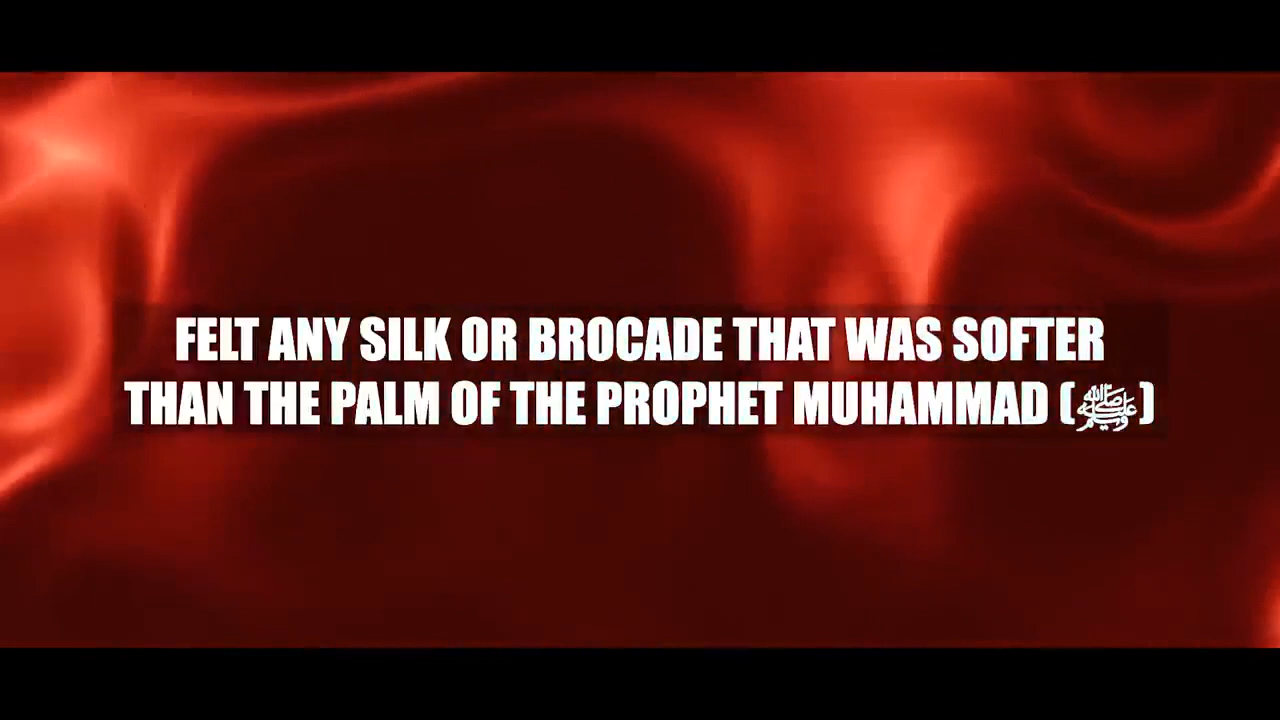 FELT ANY SILK OR BROCADE THAT WAS SOFTER
THAN THE PALM OF THE PROPHET MUHAMMAD (ﷺ)